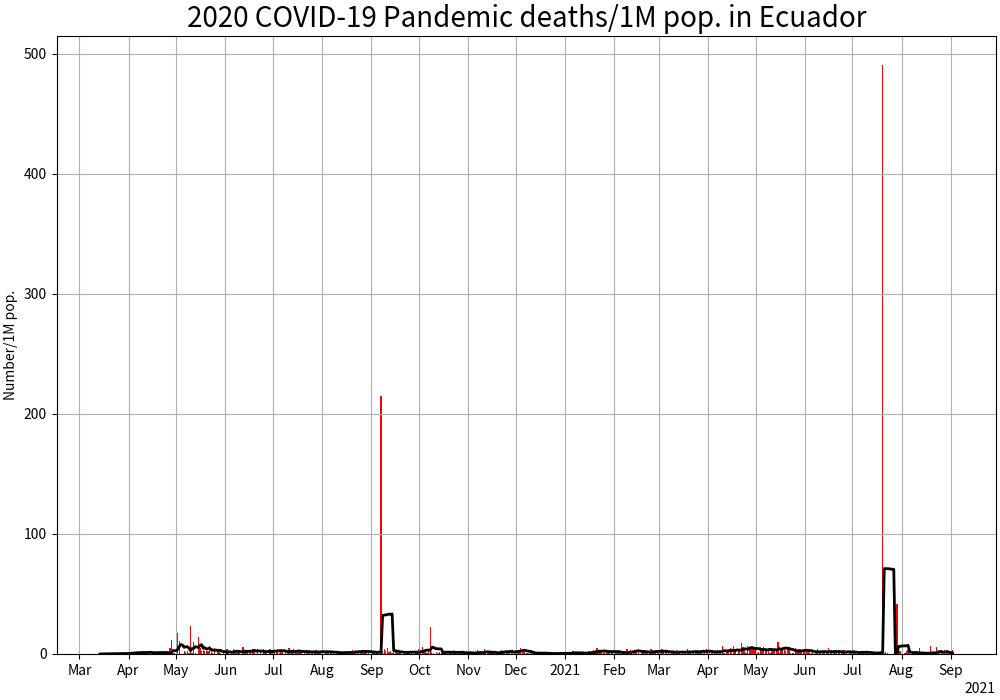 2020 COVID-19 Pandemic deaths/1M pop. in Ecuador
Number/1M pop.
500
400
300
200
100
0
Mar Apr May Jun Jul Aug Sep Oct Nov Dec 2021 Feb Mar Apr May Jun Jul Aug Sep
2021